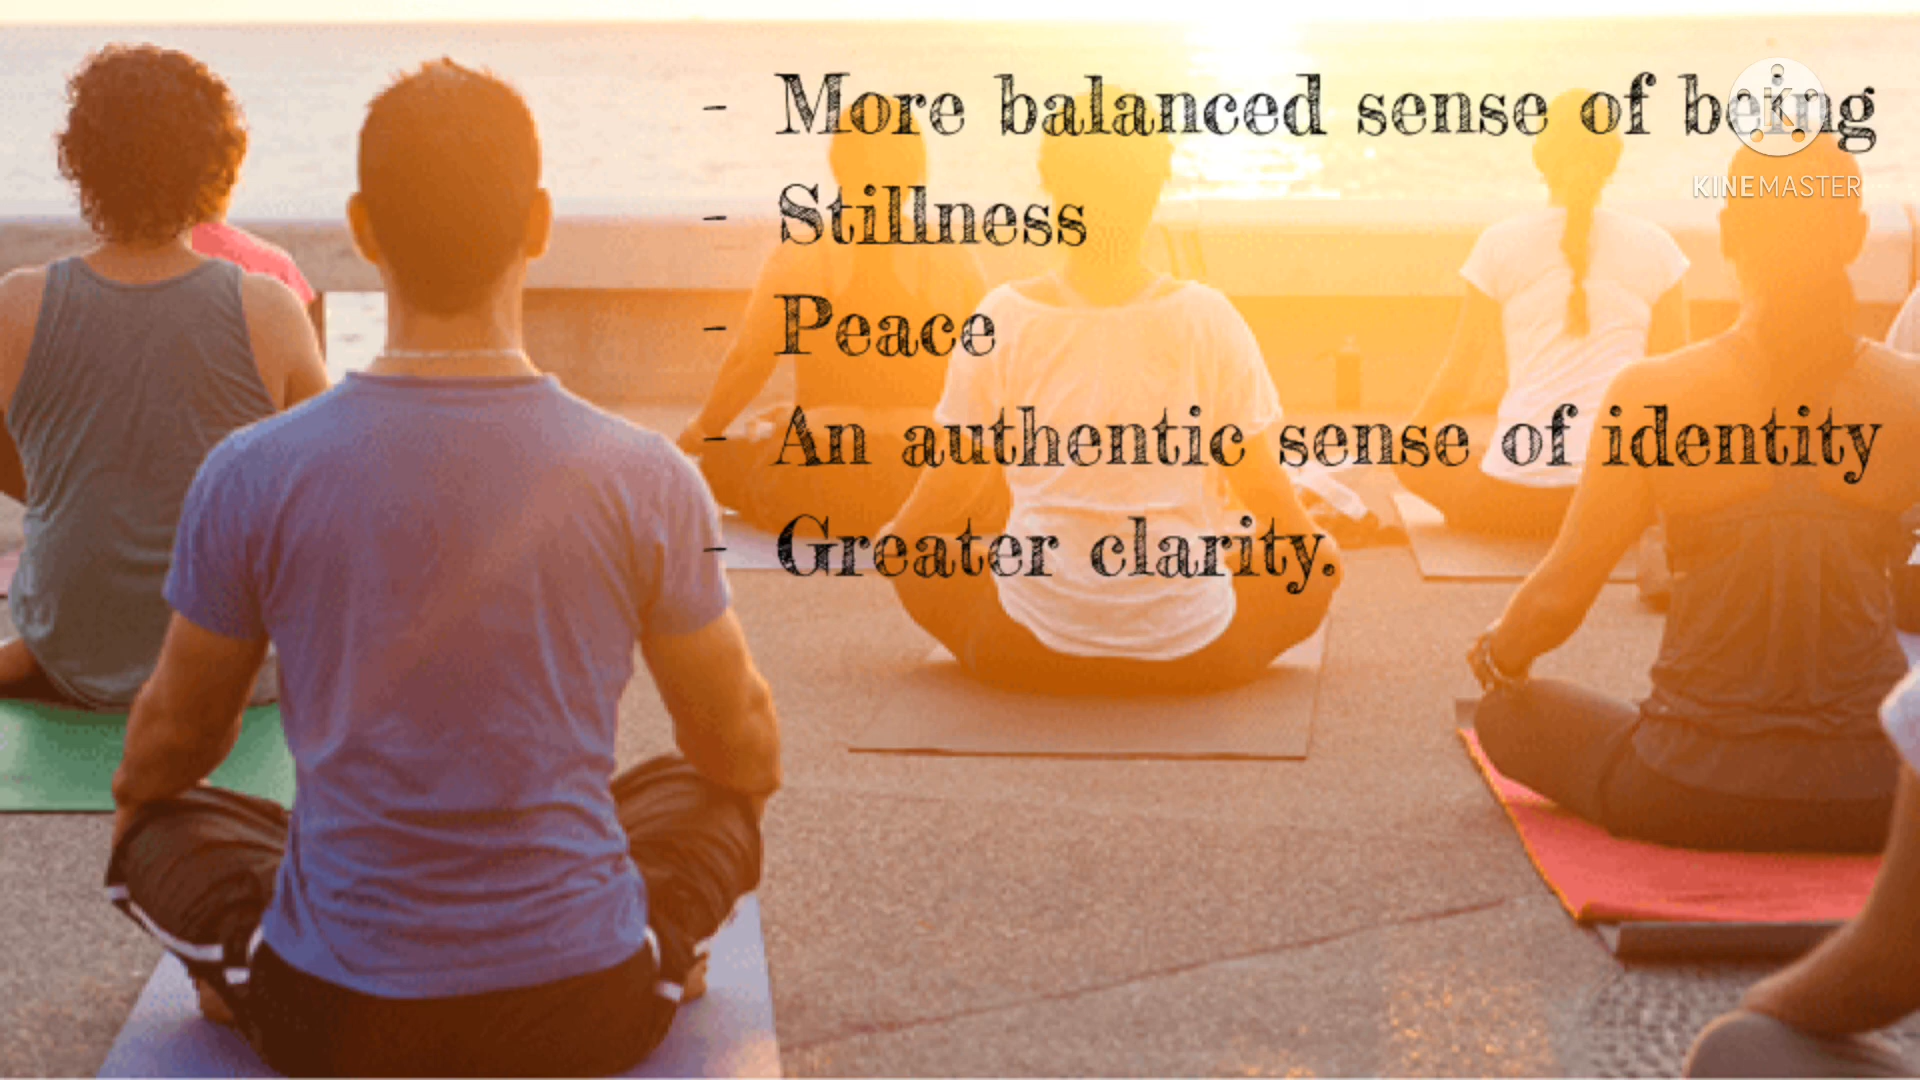 - More balanced sense of being
- Stillness
- Peace
- An authentic sense of identity
- Greater clarity.
KINEMASTER